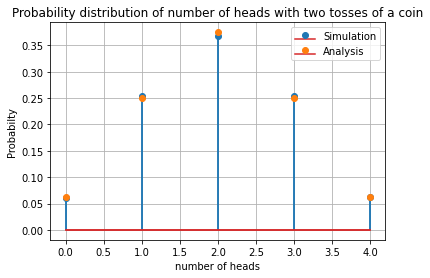 Probability distribution of number of heads with two tosses of a coin
Simulation
Analysis
Probabilty
0.35
0.30
0.25
0.20
0.15
0.10
0.05
0.00
0.0 0.5 1.0 1.5 2.0 2.5 3.0 3.5 4.0
number of heads